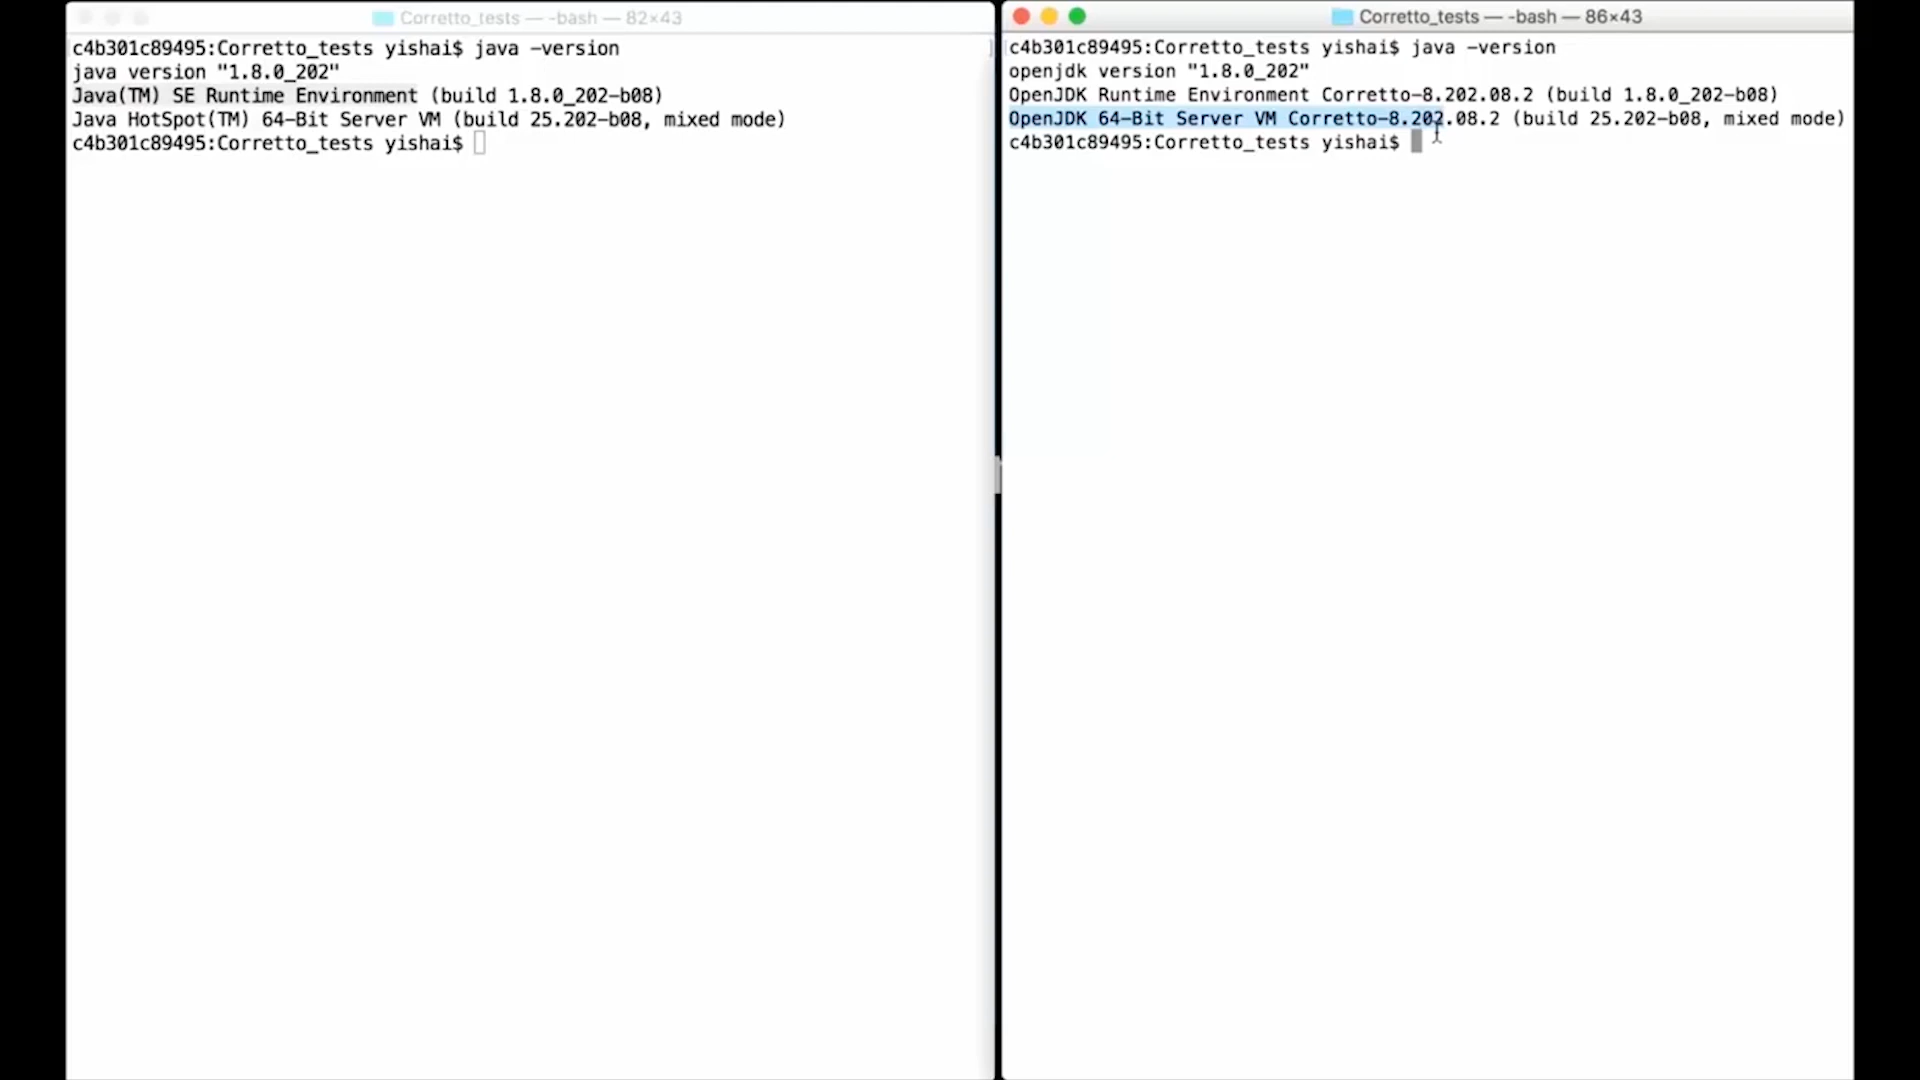 Corretto_tests — -bash — 82×43
c4b301c89495:Corretto_tests yishai$ java -version
java version "1.8.0_202"
Java(TM) SE Runtime Environment (build 1.8.0_202-b08)
Java HotSpot(TM) 64-Bit Server VM (build 25.202-b08, mixed mode)
c4b301c89495:Corretto_tests yishai$
Corretto_tests — -bash — 86×43
c4b301c89495:Corretto_tests yishai$ java -version
openjdk version "1.8.0_202"
OpenJDK Runtime Environment Corretto-8.202.08.2 (build 1.8.0_202-b08)
OpenJDK 64-Bit Server VM Corretto-8.202.08.2 (build 25.202-b08, mixed mode)
c4b301c89495:Corretto_tests yishai$